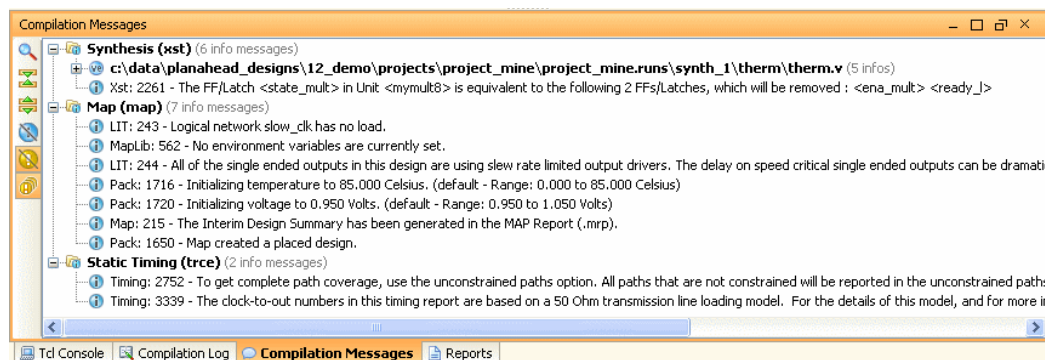 Compilation Messages
Synthesis (xst) (6 info messages)
c:\data\planahead_designs\12_demo\projects\project_mine\project_mine.runs\synth_1\therm\therm.v (5 infos)
Xst: 2261 - The FF/Latch <state_mult> in Unit <mymult8> is equivalent to the following 2 FFs/Latches, which will be removed : <ena_mult> <ready_l>
Map (map) (7 info messages)
LIT: 243 - Logical network slow_clk has no load.
MapLib: 562 - No environment variables are currently set.
LIT: 244 - All of the single ended outputs in this design are using slew rate limited output drivers. The delay on speed critical single ended outputs can be dramati
Pack: 1716 - Initializing temperature to 85.000 Celsius. (default - Range: 0.000 to 85.000 Celsius)
Pack: 1720 - Initializing voltage to 0.950 Volts. (default - Range: 0.950 to 1.050 Volts)
Map: 215 - The Interim Design Summary has been generated in the MAP Report (.mrp).
Pack: 1650 - Map created a placed design.
Static Timing (trce) (2 info messages)
Timing: 2752 - To get complete path coverage, use the unconstrained paths option. All paths that are not constrained will be reported in the unconstrained paths
Timing: 3339 - The clock-to-out numbers in this timing report are based on a 50 Ohm transmission line loading model.  For the details of this model, and for more i
Tcl Console Compilation Log Compilation Messages Reports